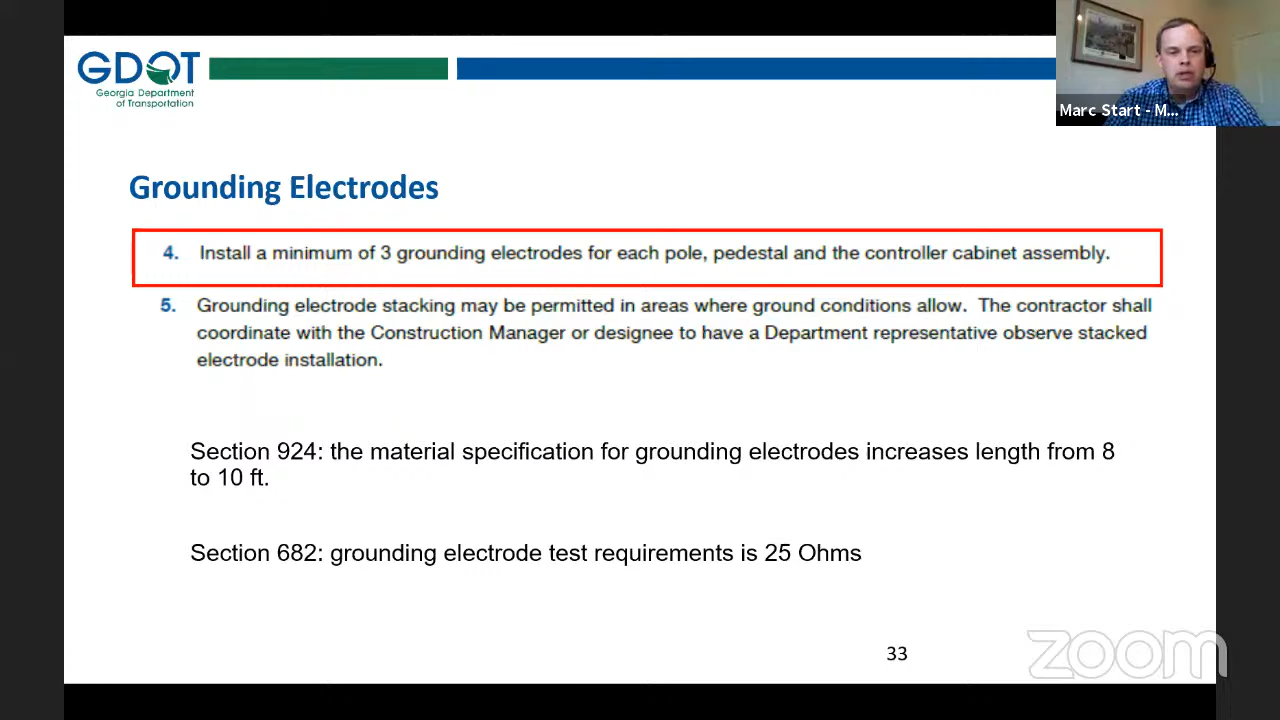 GDOT
Georgia Department
of Transportation
Marc Start - M...
Grounding Electrodes
4. Install a minimum of 3 grounding electrodes for each pole, pedestal and the controller cabinet assembly.
5. Grounding electrode stacking may be permitted in areas where ground conditions allow. The contractor shall
coordinate with the Construction Manager or designee to have a Department representative observe stacked
electrode installation.
Section 924: the material specification for grounding electrodes increases length from 8
to 10 ft.
Section 682: grounding electrode test requirements is 25 Ohms
33
zoom